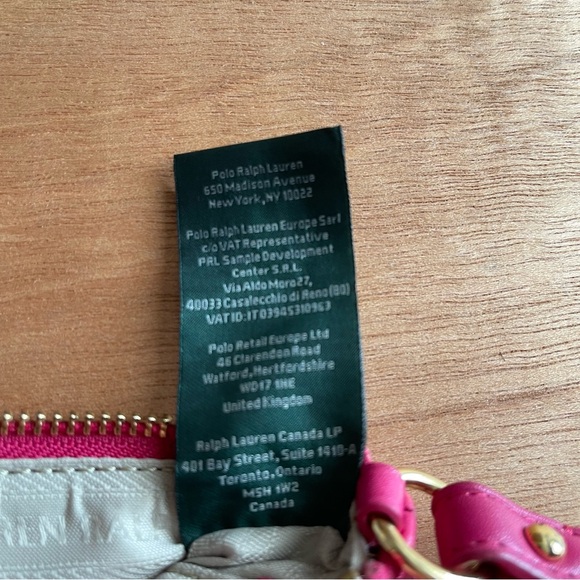 Polo Ralph Lauren
650 Madison Avenue
New York, NY 10022
Polo Ralph Lauren Europe Sarl
c/o VAT Representative
PRL Sample Development
Center S.R.L.
Via Aldo Moro 27,
40033 Casalecchio di Reno (BO)
VAT ID: IT03945310963
Polo Retail Europe Ltd
46 Clarendon Road
Watford, Hertfordshire
WD17 1HE
United Kingdom
Ralph Lauren Canada LP
401 Bay Street, Suite 1410-A
Toronto, Ontario
M5H 1W2
Canada